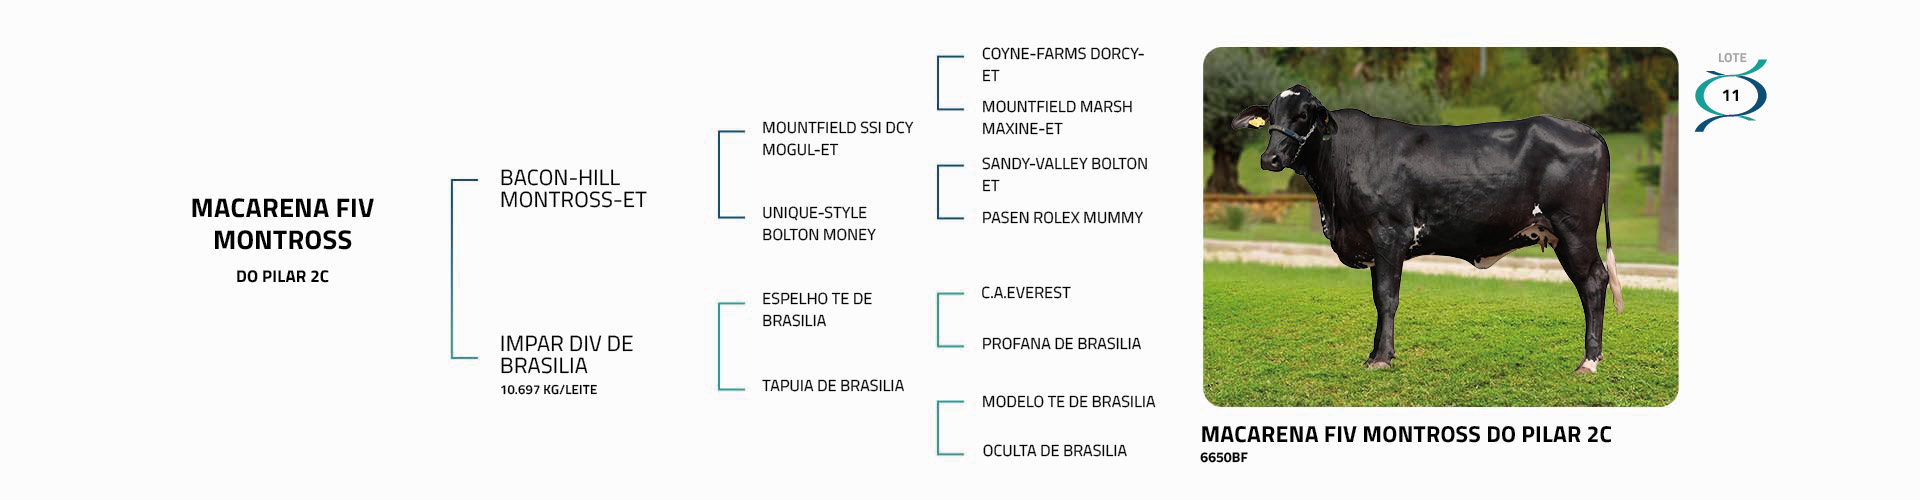 MACARENA FIV
MONTROSS
DO PILAR 2C
BACON-HILL
MONTROSS-ET
IMPAR DIV DE
BRASILIA
10.697 KG/LEITE
MOUNTFIELD SSI DCY
MOGUL-ET
UNIQUE-STYLE
BOLTON MONEY
ESPELHO TE DE
BRASILIA
TAPUIA DE BRASILIA
COYNE-FARMS DORCY-
ET
MOUNTFIELD MARSH
MAXINE-ET
SANDY-VALLEY BOLTON
ET
PASEN ROLEX MUMMY
C.A.EVEREST
PROFANA DE BRASILIA
MODELO TE DE BRASILIA
OCULTA DE BRASILIA
LOTE
11
MACARENA FIV MONTROSS DO PILAR 2C
6650BF